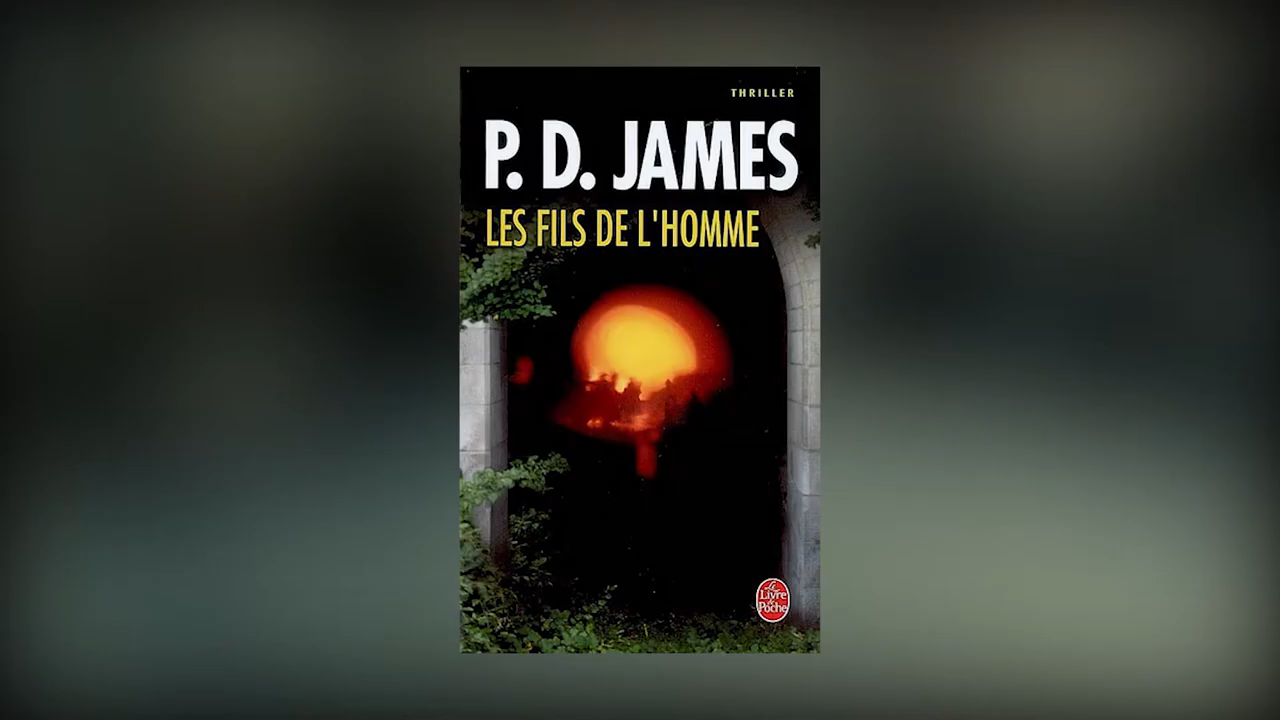 THRILLER
P. D. JAMES
LES FILS DE L'HOMME
Le
Livre
de
Poche